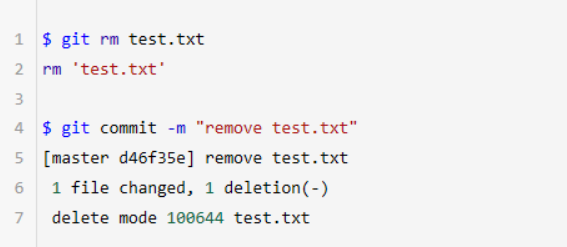 1 $ git rm test.txt
2 rm 'test.txt'
3
4 $ git commit -m "remove test.txt"
5 [master d46f35e] remove test.txt
6  1 file changed, 1 deletion(-)
7  delete mode 100644 test.txt